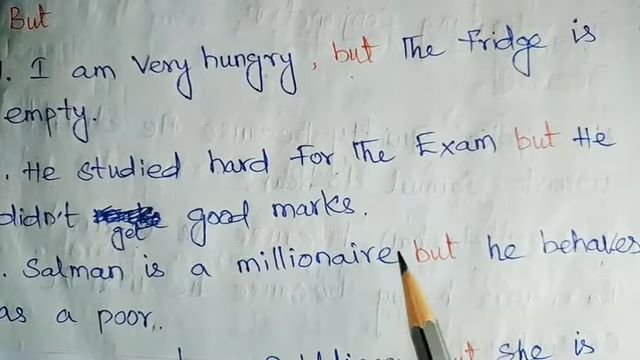 But
. I am very hungry, but The fridge is
empty.
. He studied hard for The Exam but He
didn't get good marks.
. Salman is a millionaire but he behaves
as a poor.
she is